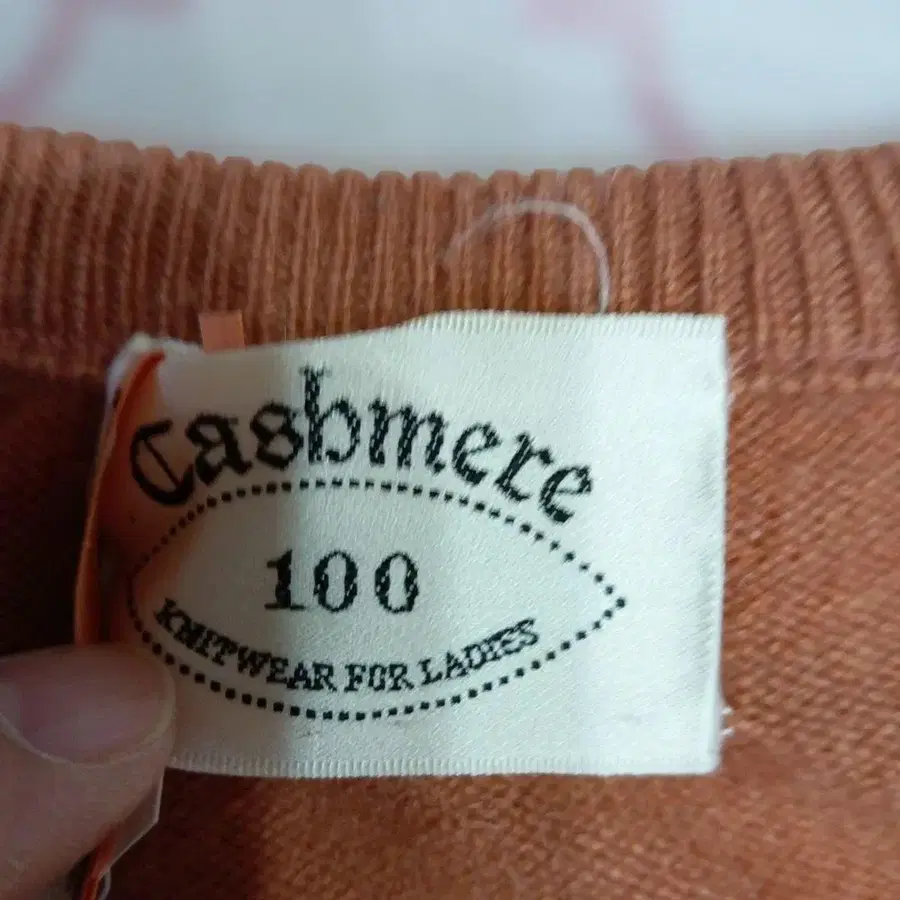 Cashmere
100
KNITWEAR FOR LADIES